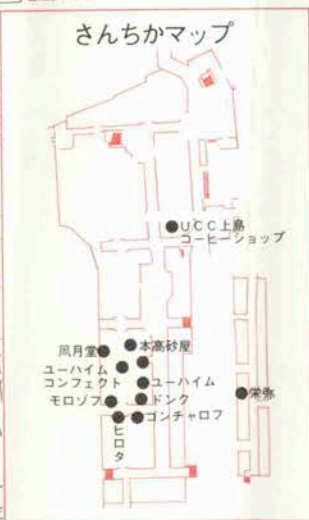 さんちかマップ
UCC上島
コーヒーショップ
風月堂
本高砂屋
ユーハイム
コンフェクト
ユーハイム
モロゾフ
ドンク
ゴンチャロフ
ヒロタ
栄弥